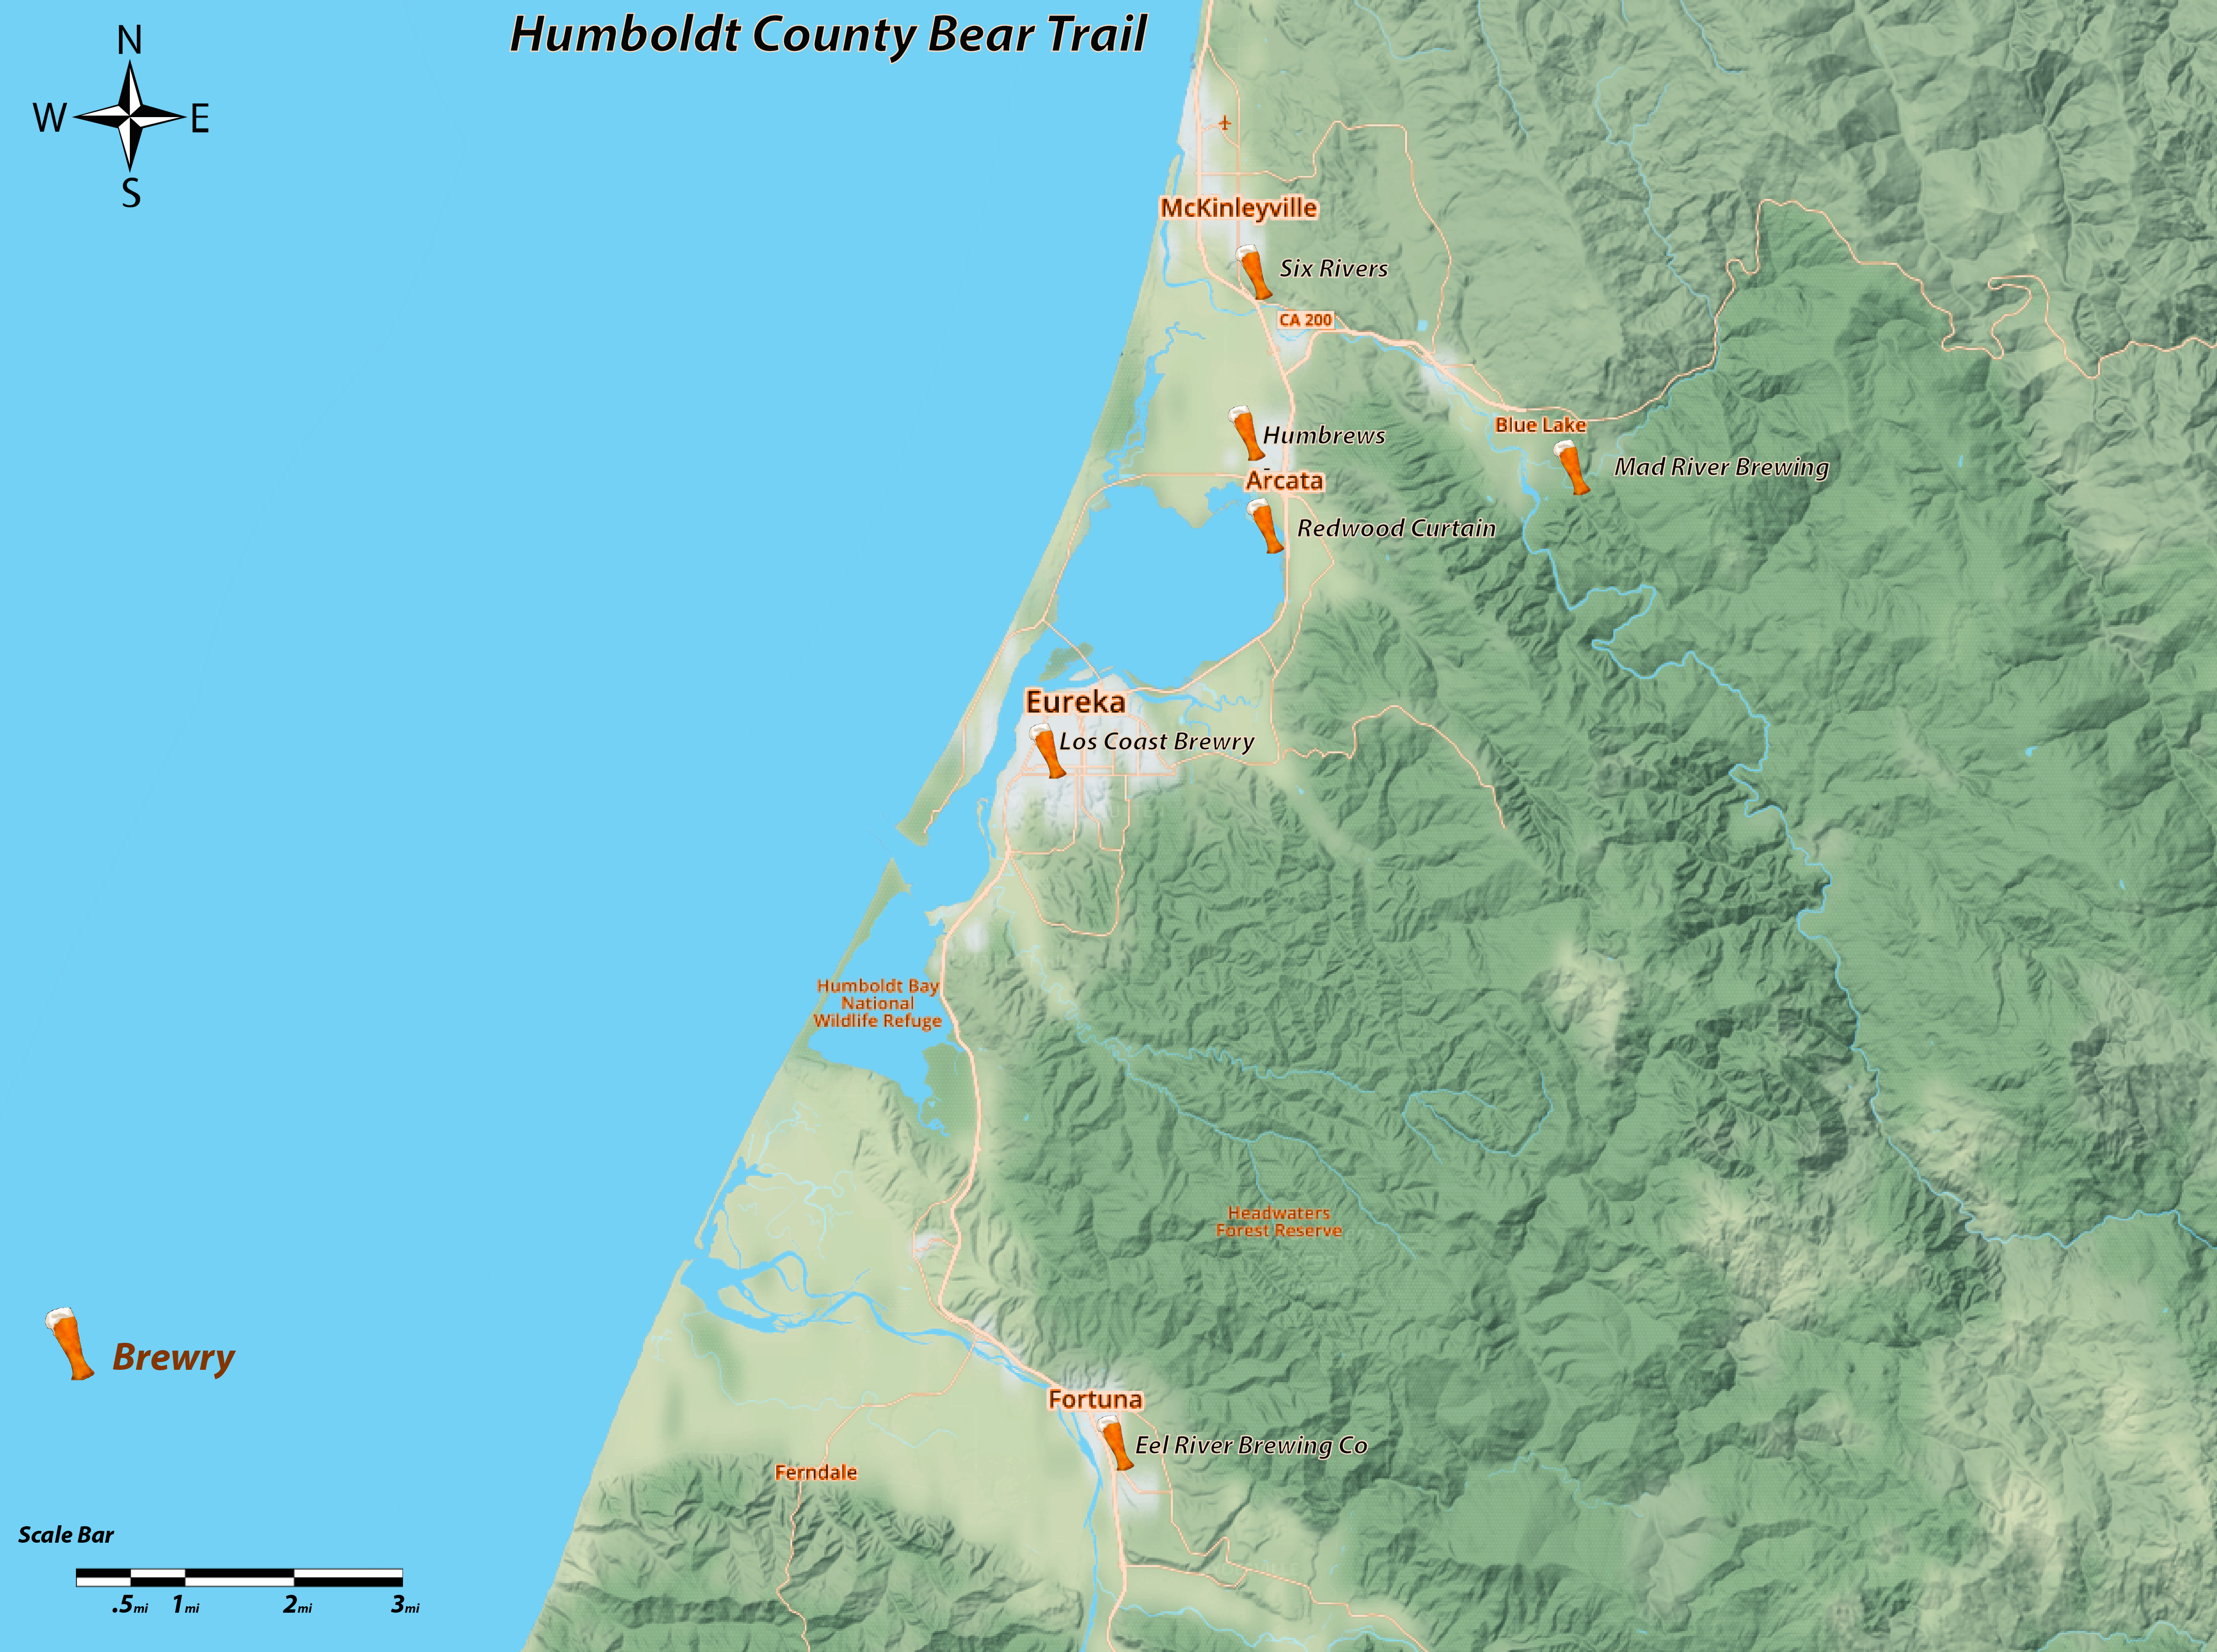 Humboldt County Bear Trail
N
W E
S
McKinleyville
Six Rivers
CA 200
Humbrews
Blue Lake
Mad River Brewing
Arcata
Redwood Curtain
Eureka
Los Coast Brewry
Humboldt Bay
National
Wildlife Refuge
Headwaters
Forest Reserve
Brewry
Fortuna
Eel River Brewing Co
Ferndale
Scale Bar
.5mi 1mi 2mi 3mi